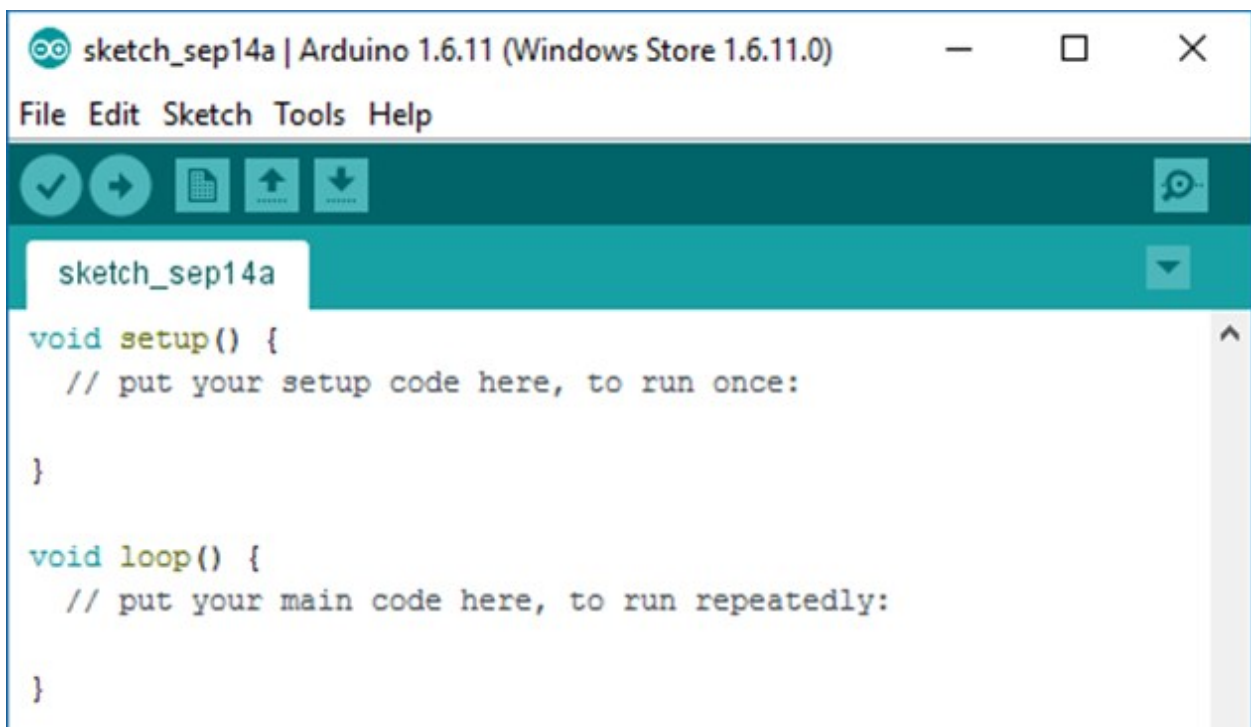 sketch_sep14a | Arduino 1.6.11 (Windows Store 1.6.11.0)
File Edit Sketch Tools Help
sketch_sep14a
void setup() {
  // put your setup code here, to run once:
}
void loop() {
  // put your main code here, to run repeatedly:
}